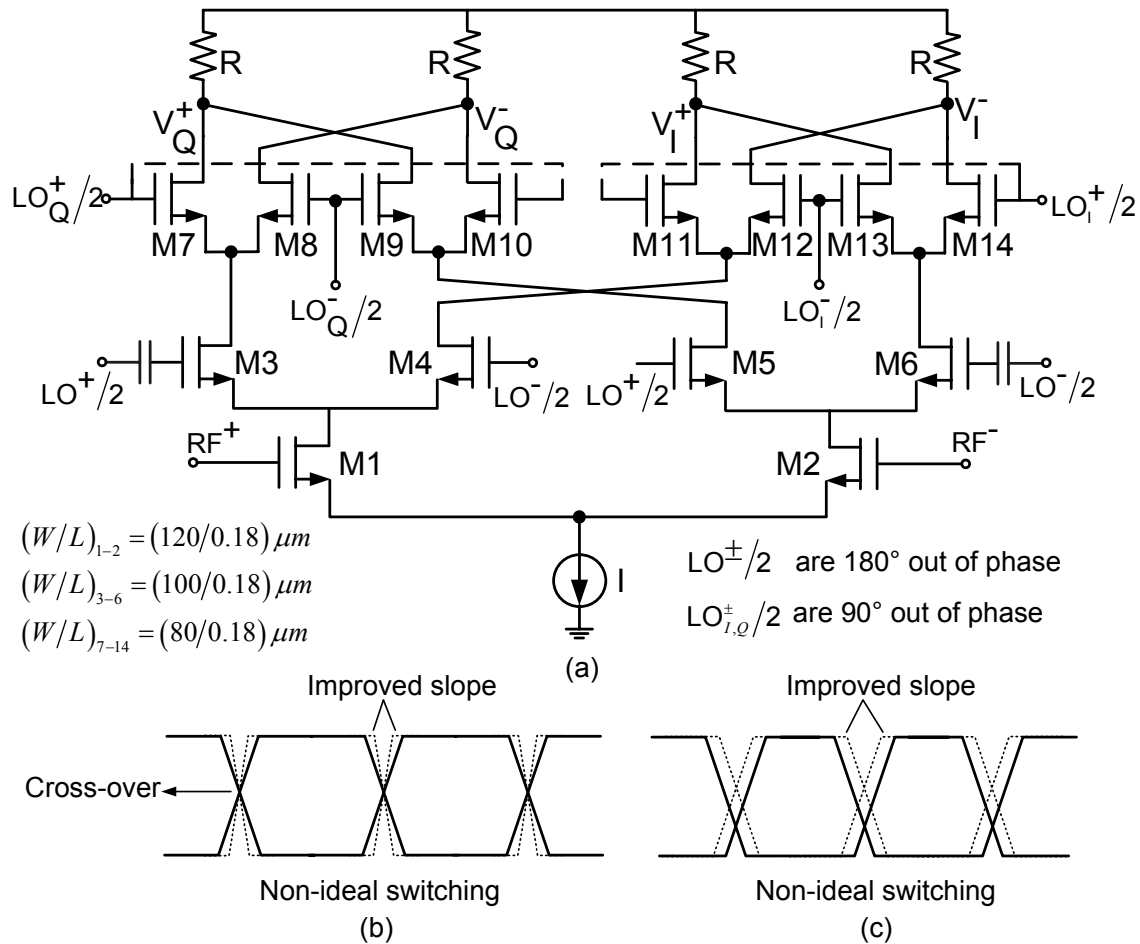 R R R R
V_Q^+ V_Q^- V_I^+ V_I^-
LO_Q^+/2 LO_I^+/2
M7 M8 M9 M10 M11 M12 M13 M14
LO_Q^-/2 LO_I^-/2
M3 M4 M5 M6
LO^+/2 LO^-/2 LO^+/2 LO^-/2
RF^+ M1 M2 RF^-
(W/L)_{1-2} = (120/0.18) μm
(W/L)_{3-6} = (100/0.18) μm
(W/L)_{7-14} = (80/0.18) μm
I
LO^±/2 are 180° out of phase
LO_{I,Q}^±/2 are 90° out of phase
(a)
Improved slope Improved slope
Cross-over
Non-ideal switching Non-ideal switching
(b) (c)